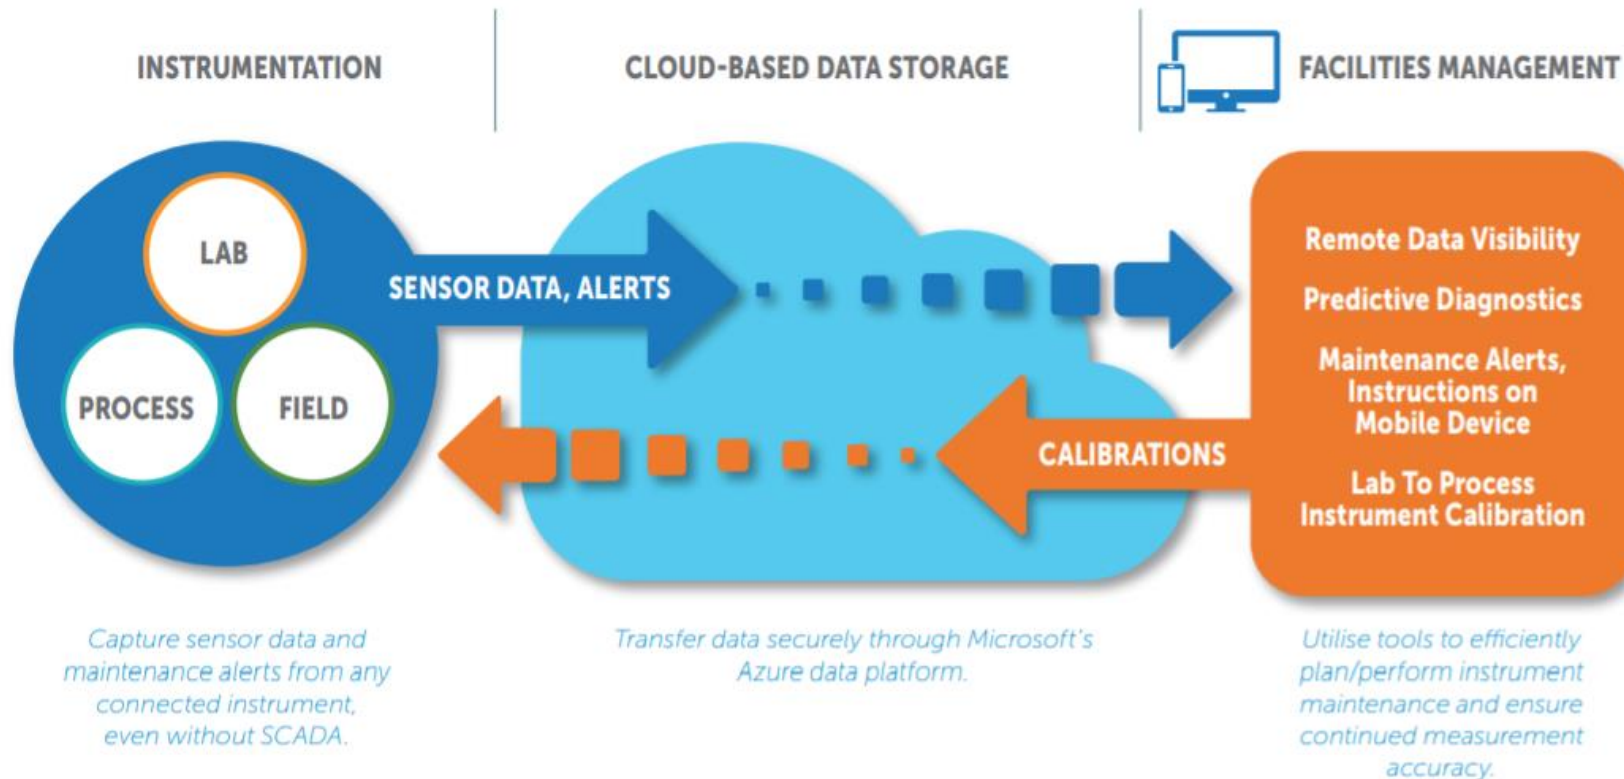 INSTRUMENTATION
CLOUD-BASED DATA STORAGE
FACILITIES MANAGEMENT
LAB
PROCESS
FIELD
SENSOR DATA, ALERTS
CALIBRATIONS
Remote Data Visibility
Predictive Diagnostics
Maintenance Alerts,
Instructions on
Mobile Device
Lab To Process
Instrument Calibration
Capture sensor data and
maintenance alerts from any
connected instrument,
even without SCADA.
Transfer data securely through Microsoft's
Azure data platform.
Utilise tools to efficiently
plan/perform instrument
maintenance and ensure
continued measurement
accuracy.